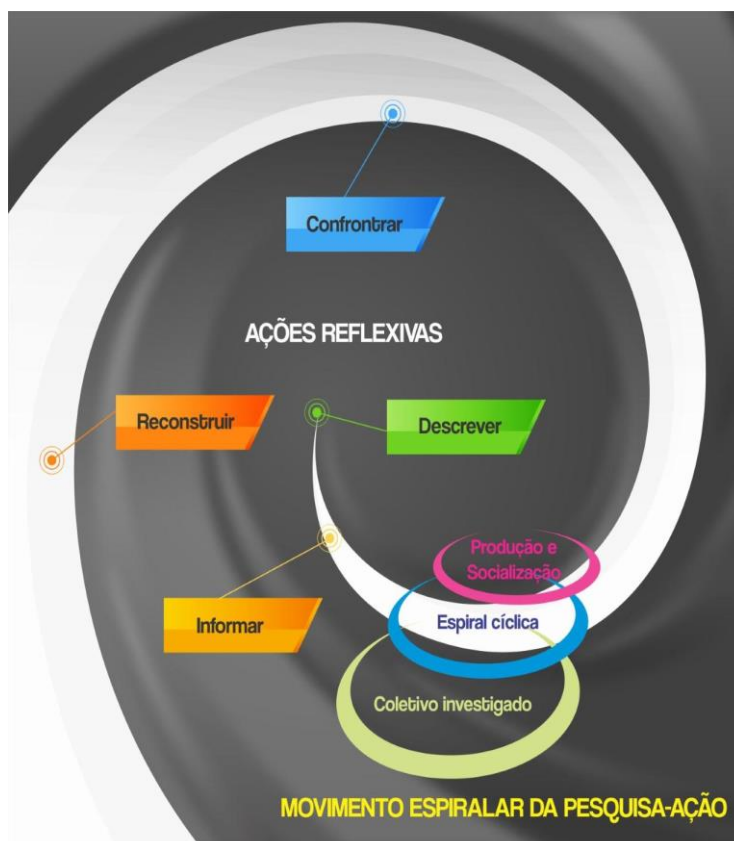 Confrontrar
AÇÕES REFLEXIVAS
Reconstruir
Descrever
Produção e
Socialização
Informar
Espiral cíclica
Coletivo investigado
MOVIMENTO ESPIRALAR DA PESQUISA-AÇÃO